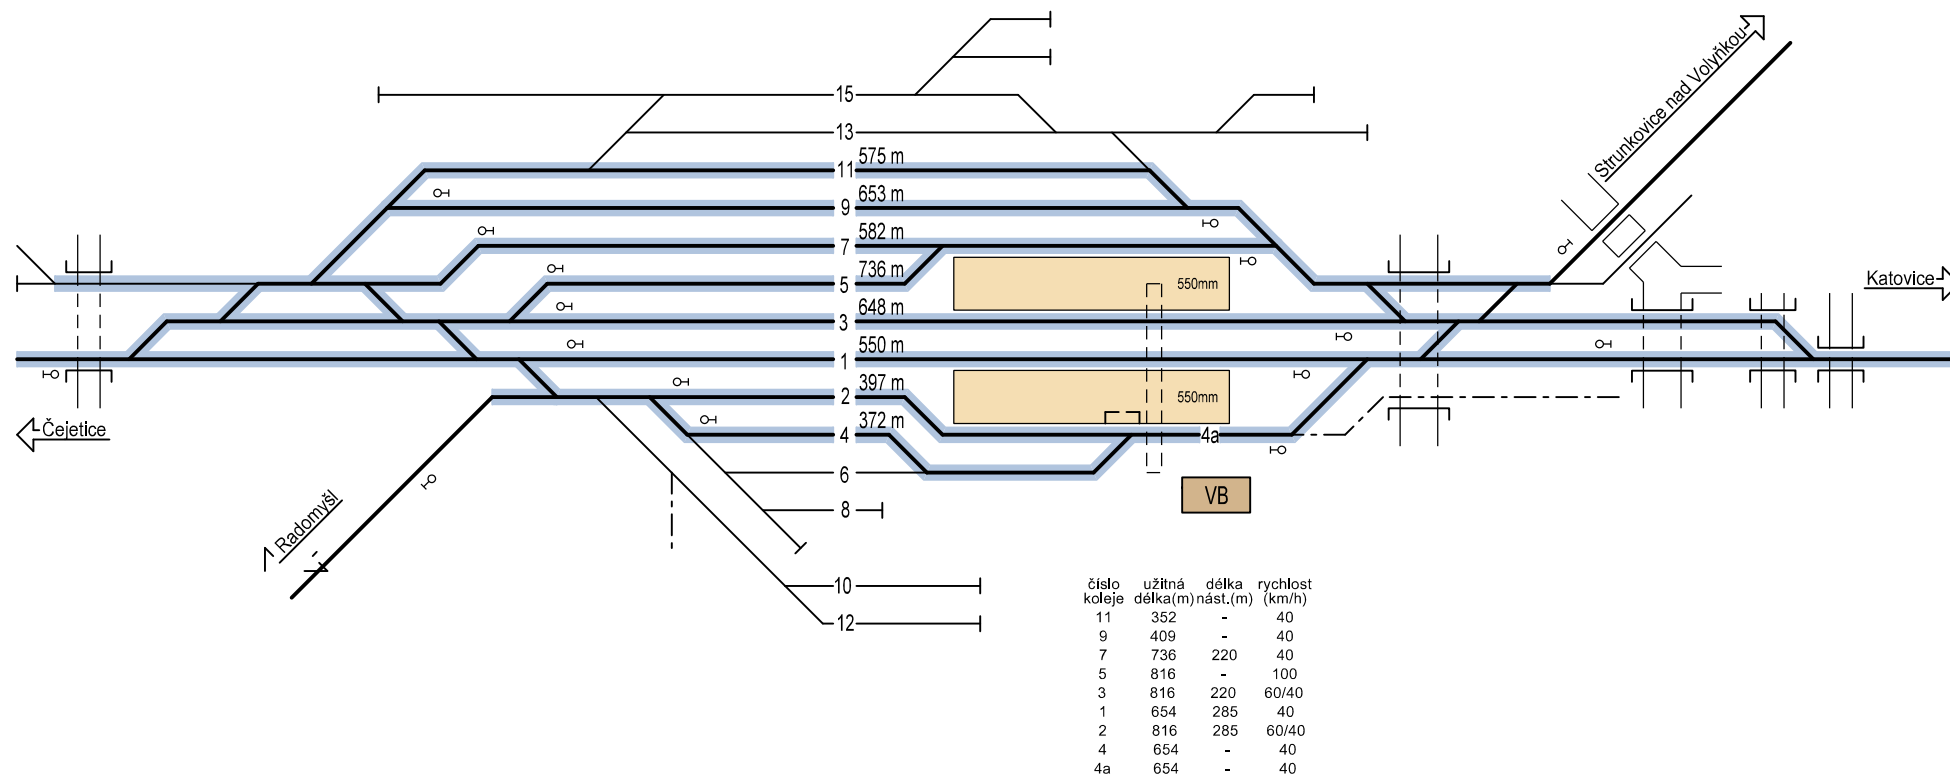 15
13
575 m
11
653 m
9
582 m
7
736 m
5
648 m
3
550 m
1
397 m
2
372 m
4
4a
6
8
10
12
550mm
550mm
VB
Strunkovice nad Volyňkou
Katovice
Čejetice
Radomyšl
číslo koleje užitná délka(m) délka nást.(m) rychlost (km/h)
11 352 - 40
9 409 - 40
7 736 220 40
5 816 - 100
3 816 220 60/40
1 654 285 40
2 816 285 60/40
4 654 - 40
4a 654 - 40